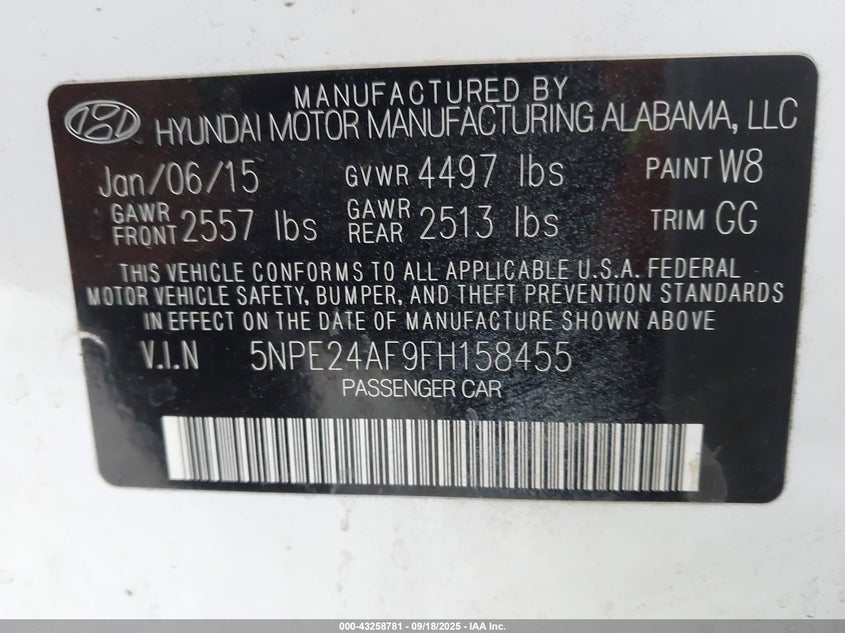 MANUFACTURED BY
HYUNDAI MOTOR MANUFACTURING ALABAMA, LLC
Jan/06/15 GVWR 4497 lbs PAINT W8
GAWR FRONT 2557 lbs GAWR REAR 2513 lbs TRIM GG
THIS VEHICLE CONFORMS TO ALL APPLICABLE U.S.A. FEDERAL
MOTOR VEHICLE SAFETY, BUMPER, AND THEFT PREVENTION STANDARDS
IN EFFECT ON THE DATE OF MANUFACTURE SHOWN ABOVE
V.I.N 5NPE24AF9FH158455
PASSENGER CAR
000-43258781 - 09/18/2025 - IAA Inc.